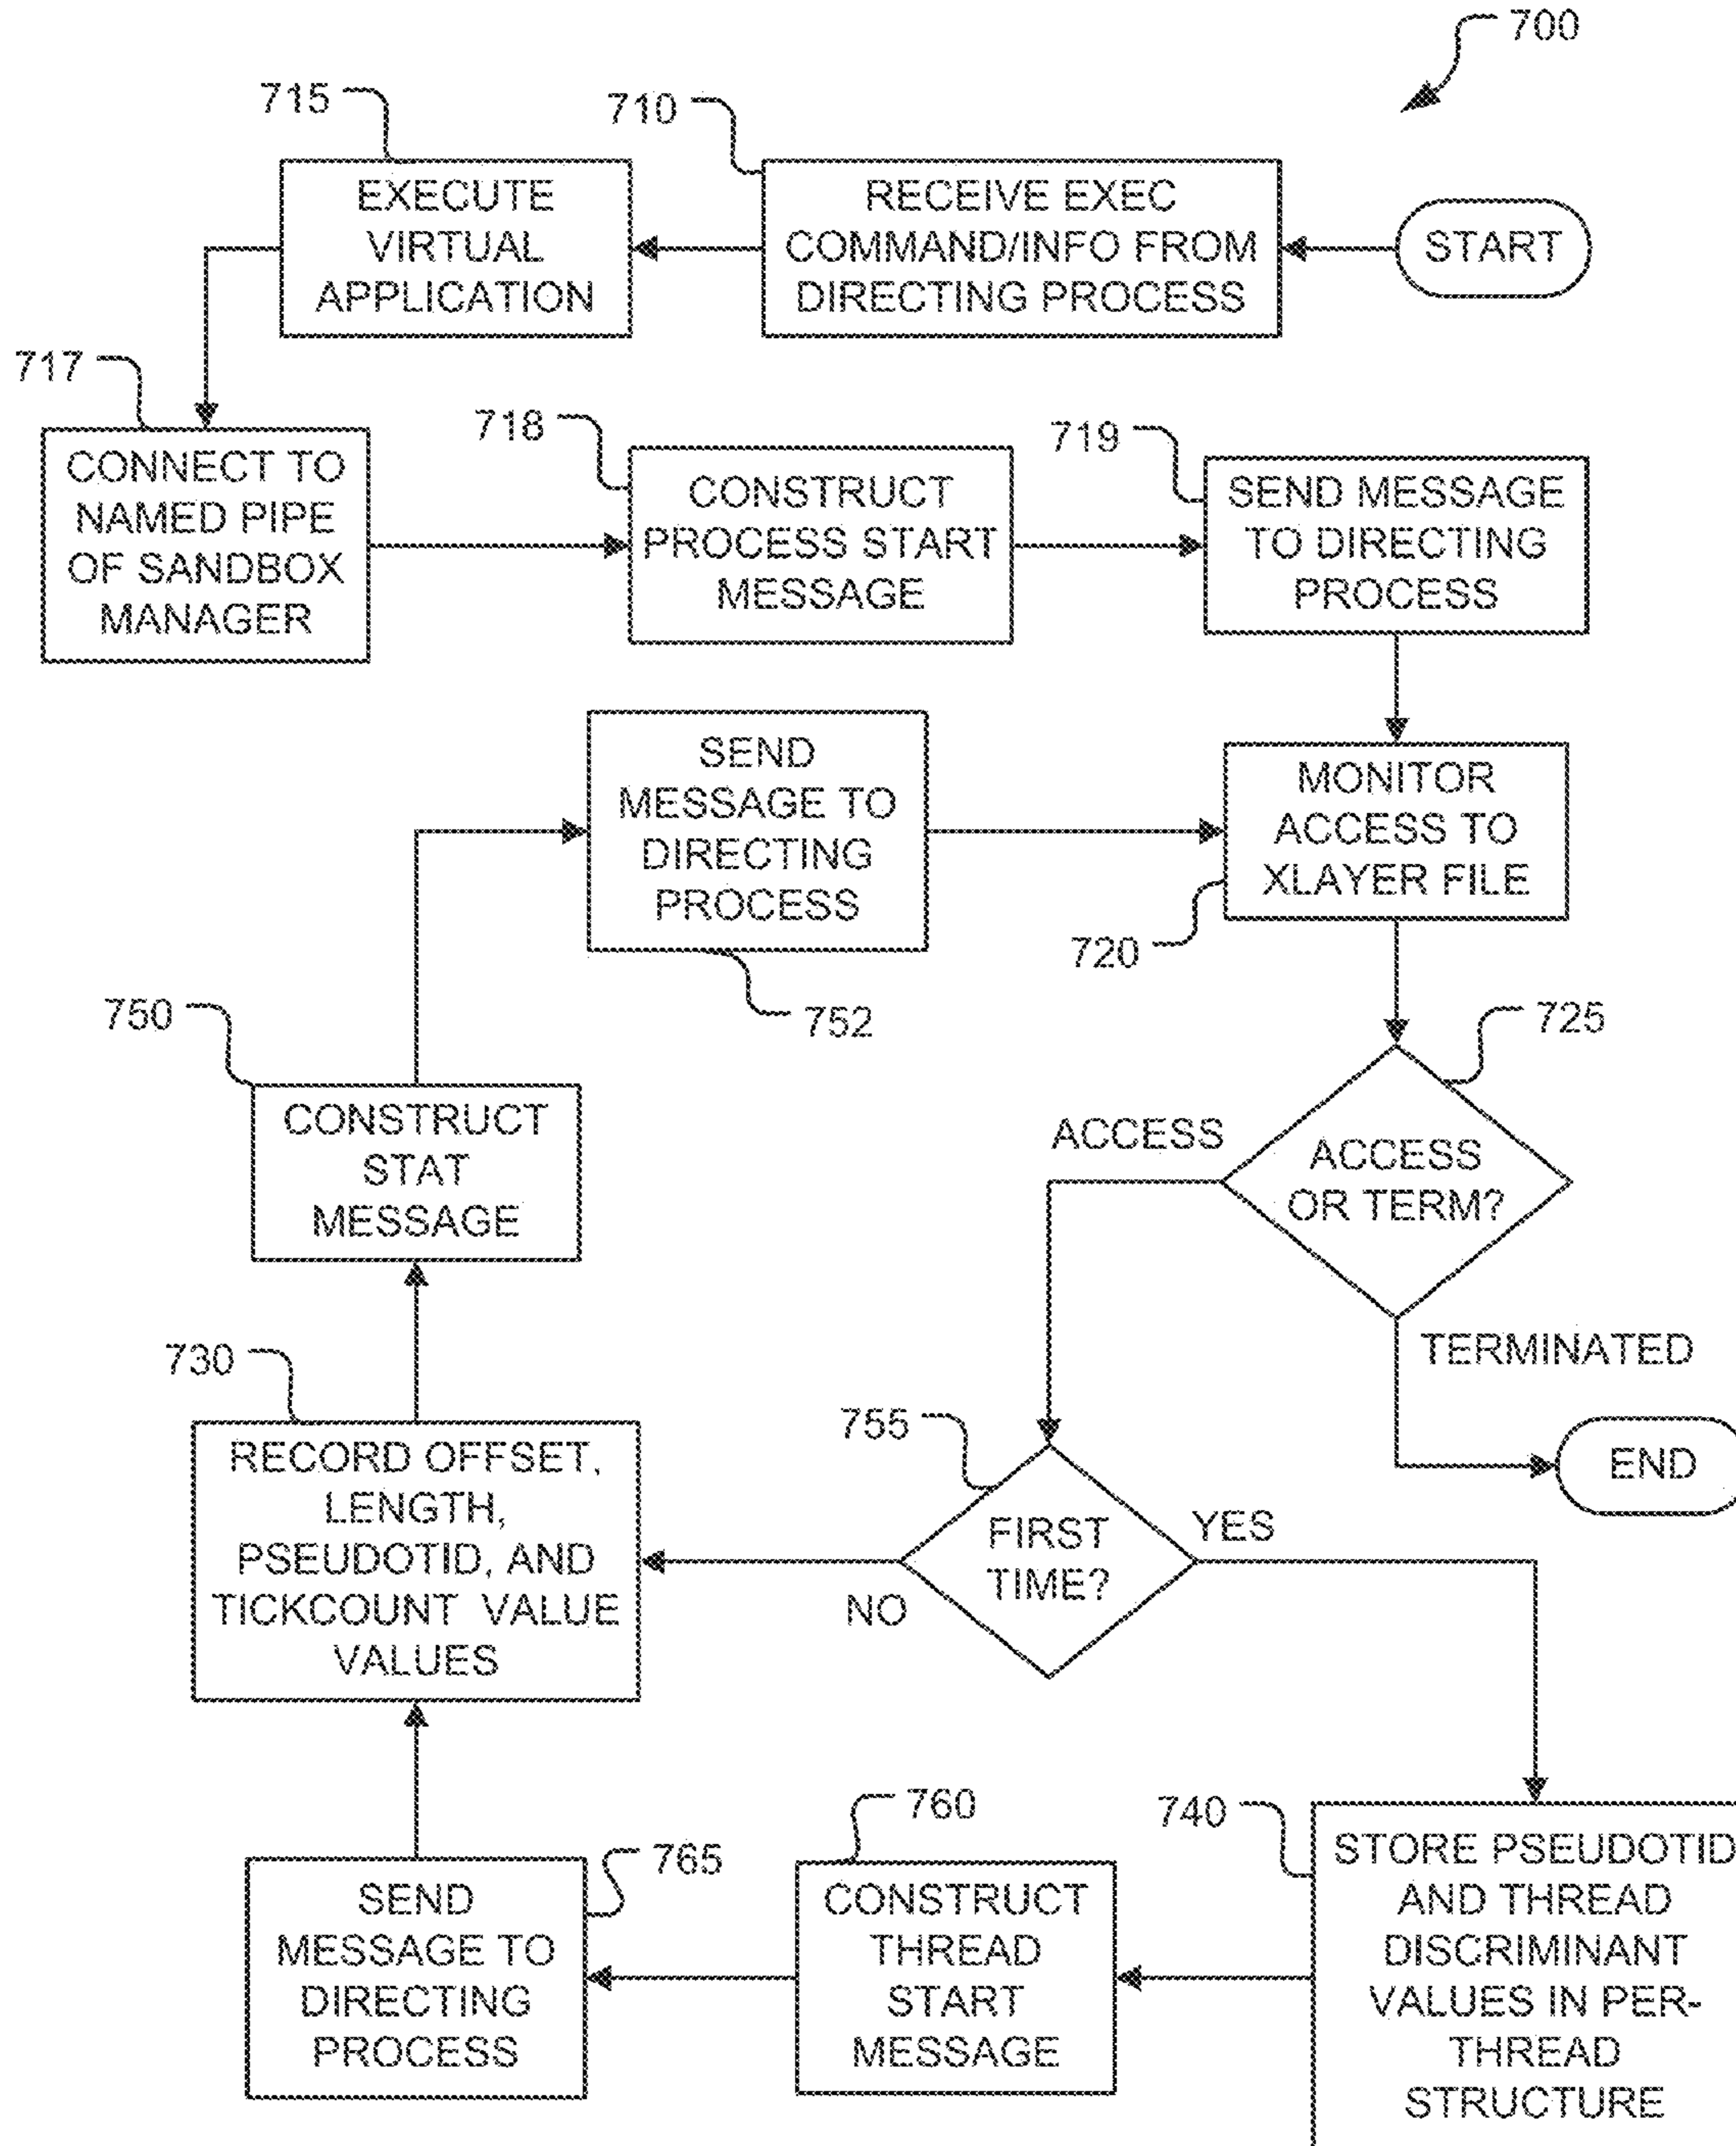 700
715
710
EXECUTE
VIRTUAL
APPLICATION
RECEIVE EXEC
COMMAND/INFO FROM
DIRECTING PROCESS
START
717
718
719
CONNECT TO
NAMED PIPE
OF SANDBOX
MANAGER
CONSTRUCT
PROCESS START
MESSAGE
SEND MESSAGE
TO DIRECTING
PROCESS
SEND
MESSAGE TO
DIRECTING
PROCESS
752
MONITOR
ACCESS TO
XLAYER FILE
720
750
CONSTRUCT
STAT
MESSAGE
725
ACCESS
ACCESS
OR TERM?
TERMINATED
END
730
RECORD OFFSET,
LENGTH,
PSEUDOTID, AND
TICKCOUNT VALUE
VALUES
755
FIRST
TIME?
YES
NO
765
SEND
MESSAGE TO
DIRECTING
PROCESS
760
CONSTRUCT
THREAD
START
MESSAGE
740
STORE PSEUDOTID
AND THREAD
DISCRIMINANT
VALUES IN PER-
THREAD
STRUCTURE